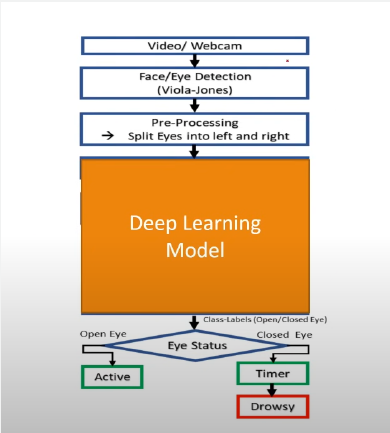 Video/ Webcam
Face/Eye Detection
(Viola-Jones)
Pre-Processing
→ Split Eyes into left and right
Deep Learning
Model
Class-Labels (Open/Closed Eye)
Open Eye
Closed Eye
Eye Status
Active
Timer
Drowsy